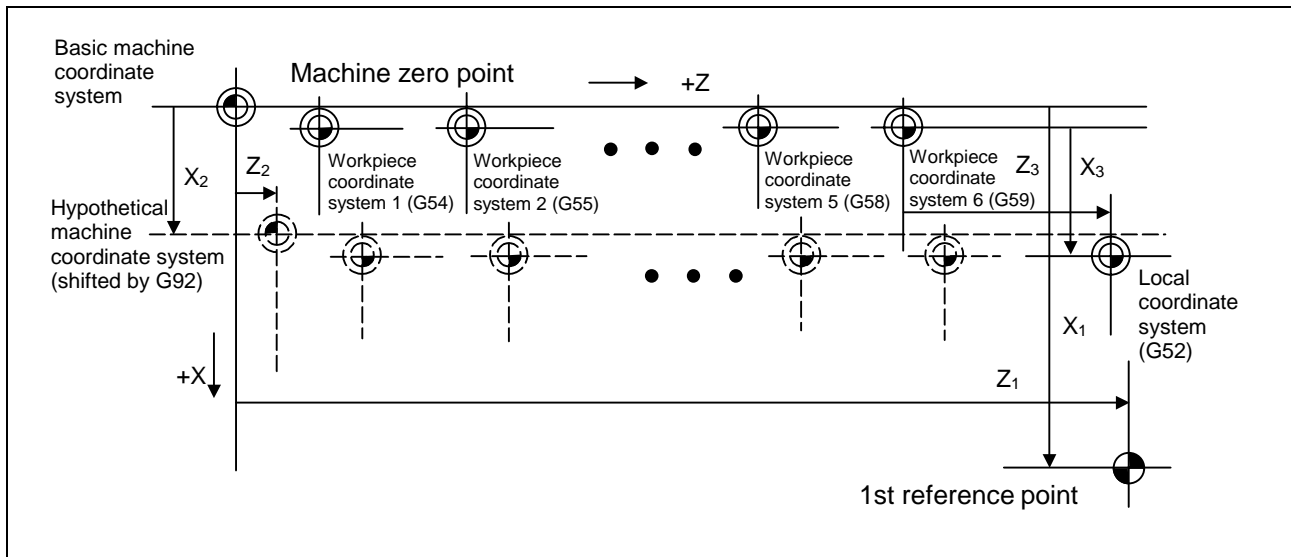 Basic machine
coordinate
system
Machine zero point
+Z
X2
Z2
Workpiece
coordinate
system 1 (G54)
Workpiece
coordinate
system 2 (G55)
• • •
Workpiece
coordinate
system 5 (G58)
Workpiece
coordinate
system 6 (G59)
Z3
X3
Hypothetical
machine
coordinate system
(shifted by G92)
• • •
Local
coordinate
system
(G52)
X1
+X
Z1
1st reference point